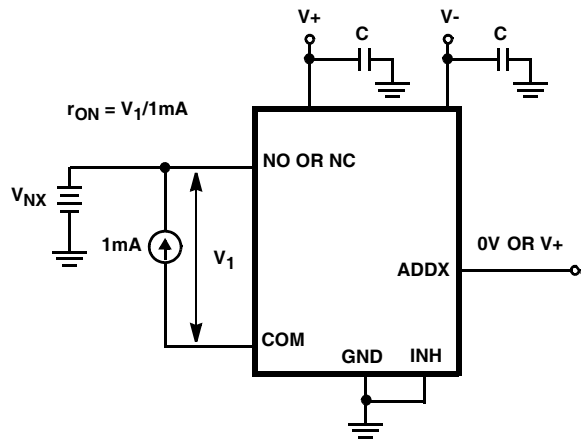 V+
V-
C
C
rON = V1/1mA
NO OR NC
VNX
1mA
V1
0V OR V+
ADDX
COM
GND
INH